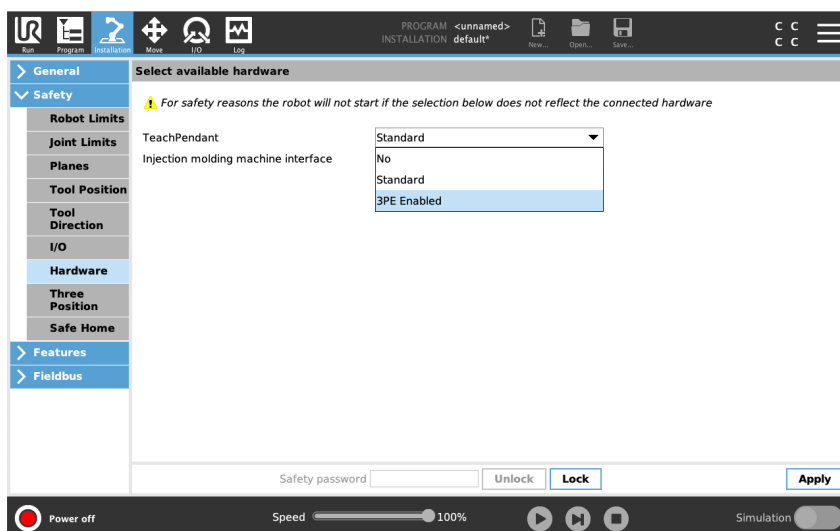 UR
PROGRAM <unnamed>
INSTALLATION default*
C C
C C
Run
Program
Installation
Move
I/O
Log
New...
Open...
Save...
General
Safety
Robot Limits
Joint Limits
Planes
Tool Position
Tool
Direction
I/O
Hardware
Three
Position
Safe Home
Features
Fieldbus
Select available hardware
For safety reasons the robot will not start if the selection below does not reflect the connected hardware
TeachPendant
Standard
Injection molding machine interface
No
Standard
3PE Enabled
Safety password
Unlock
Lock
Apply
Power off
Speed
100%
Simulation